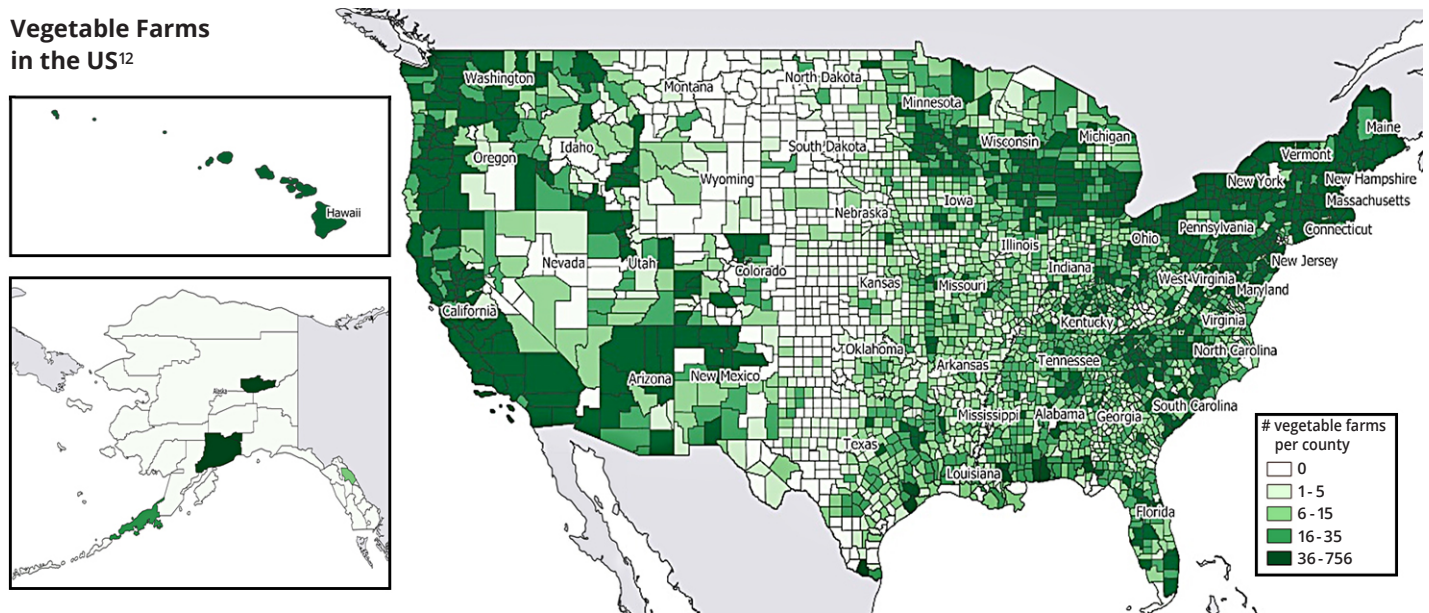 Vegetable Farms
in the US12
Hawaii
Alaska
Washington
Montana
North Dakota
Minnesota
Wisconsin
Michigan
Maine
Vermont
New York
New Hampshire
Massachusetts
Connecticut
Oregon
Idaho
South Dakota
Wyoming
Nebraska
Iowa
Illinois
Indiana
Ohio
Pennsylvania
New Jersey
Nevada
Utah
Colorado
Kansas
Missouri
West Virginia
Maryland
California
Kentucky
Virginia
Oklahoma
Arkansas
Tennessee
North Carolina
Arizona
New Mexico
Mississippi
Alabama
Georgia
South Carolina
Texas
Louisiana
Florida
# vegetable farms
per county
0
1-5
6-15
16-35
36-756